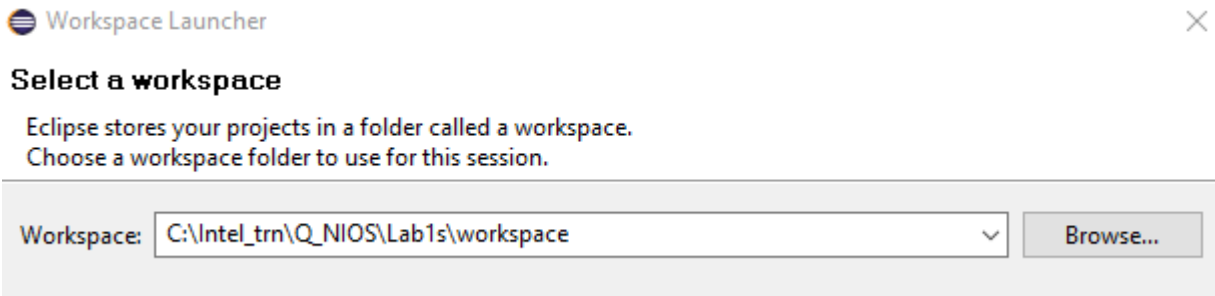 Workspace Launcher
Select a workspace
Eclipse stores your projects in a folder called a workspace.
Choose a workspace folder to use for this session.
Workspace: C:\Intel_trn\Q_NIOS\Lab1s\workspace Browse...